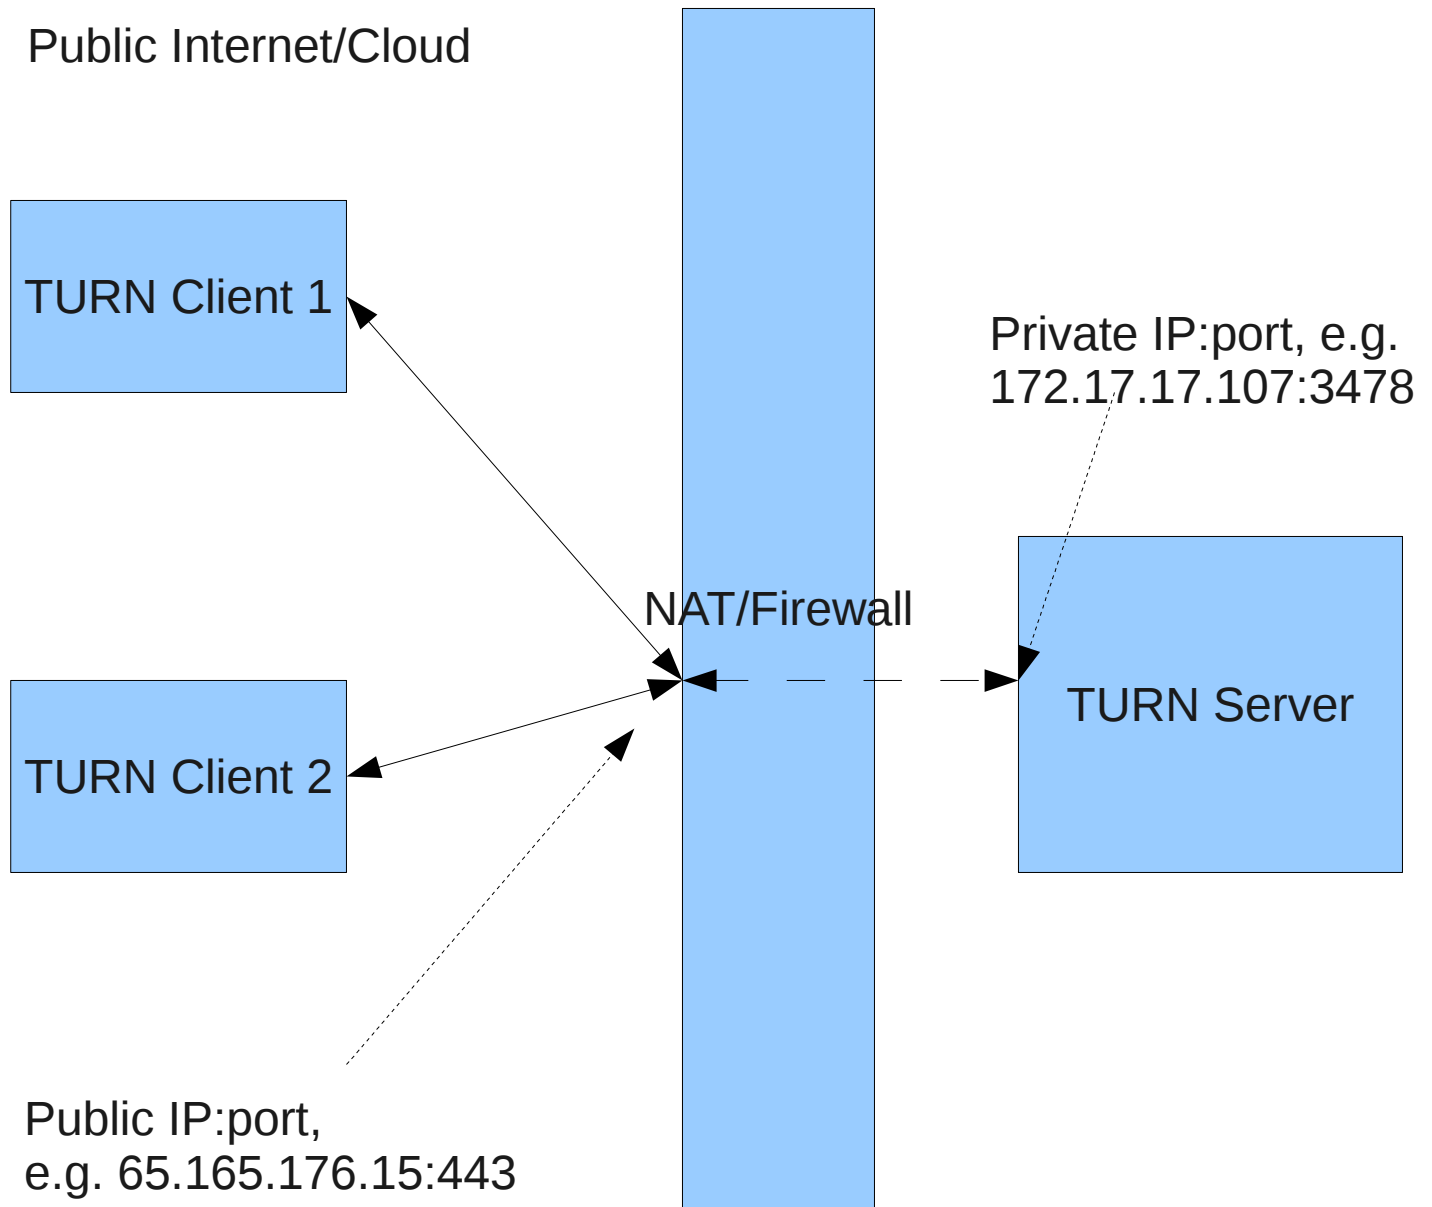 Public Internet/Cloud
TURN Client 1
Private IP:port, e.g.
172.17.17.107:3478
NAT/Firewall
TURN Server
TURN Client 2
Public IP:port,
e.g. 65.165.176.15:443